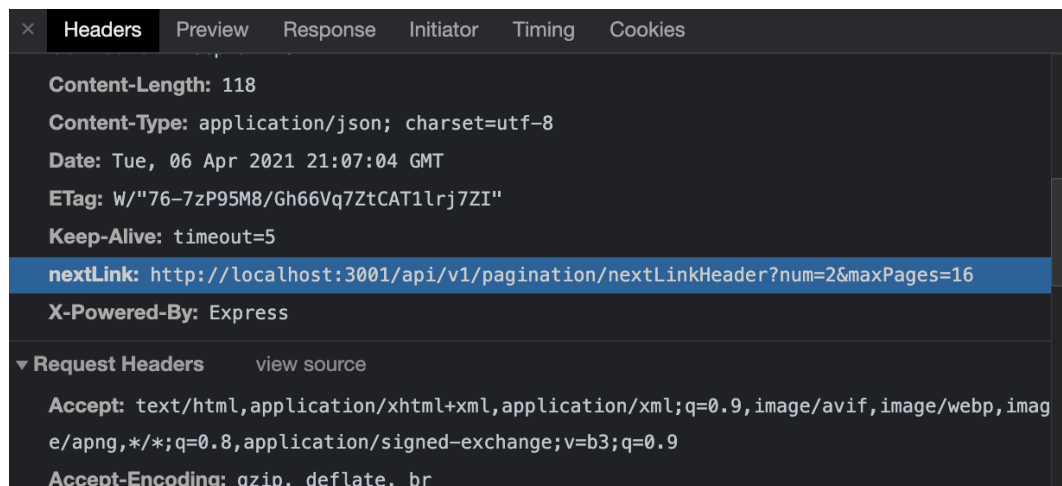 × Headers Preview Response Initiator Timing Cookies
Content-Length: 118
Content-Type: application/json; charset=utf-8
Date: Tue, 06 Apr 2021 21:07:04 GMT
ETag: W/"76-7zP95M8/Gh66Vq7ZtCAT1lrj7ZI"
Keep-Alive: timeout=5
nextLink: http://localhost:3001/api/v1/pagination/nextLinkHeader?num=2&maxPages=16
X-Powered-By: Express
▼ Request Headers view source
Accept: text/html,application/xhtml+xml,application/xml;q=0.9,image/avif,image/webp,imag
e/apng,*/*;q=0.8,application/signed-exchange;v=b3;q=0.9
Accept-Encoding: gzip, deflate, br